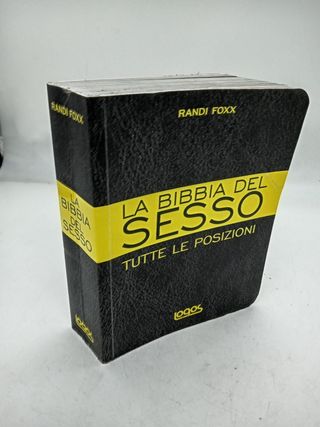 RANDI FOXX
LA BIBBIA DEL
SESSO
TUTTE LE POSIZIONI
Logos
RANDI FOXX
LA
BIBBIA
DEL
SESSO
Logos